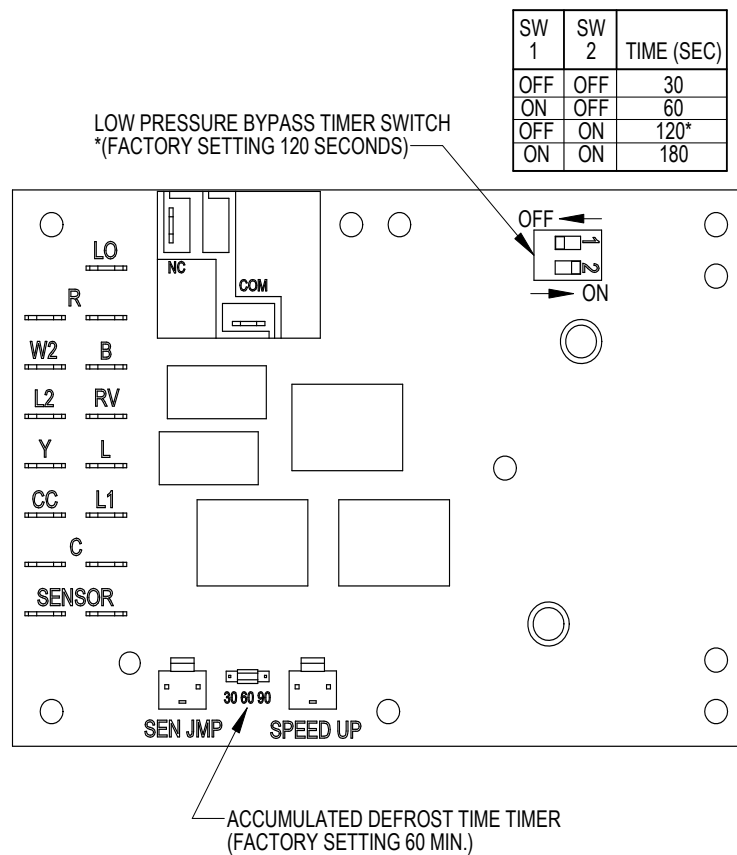 SW 1 SW 2 TIME (SEC)
OFF OFF 30
ON OFF 60
OFF ON 120*
ON ON 180
LOW PRESSURE BYPASS TIMER SWITCH
*(FACTORY SETTING 120 SECONDS)
OFF
1
2
ON
NC
COM
LO
R
W2 B
L2 RV
Y L
CC L1
C
SENSOR
30 60 90
SEN JMP SPEED UP
ACCUMULATED DEFROST TIME TIMER
(FACTORY SETTING 60 MIN.)